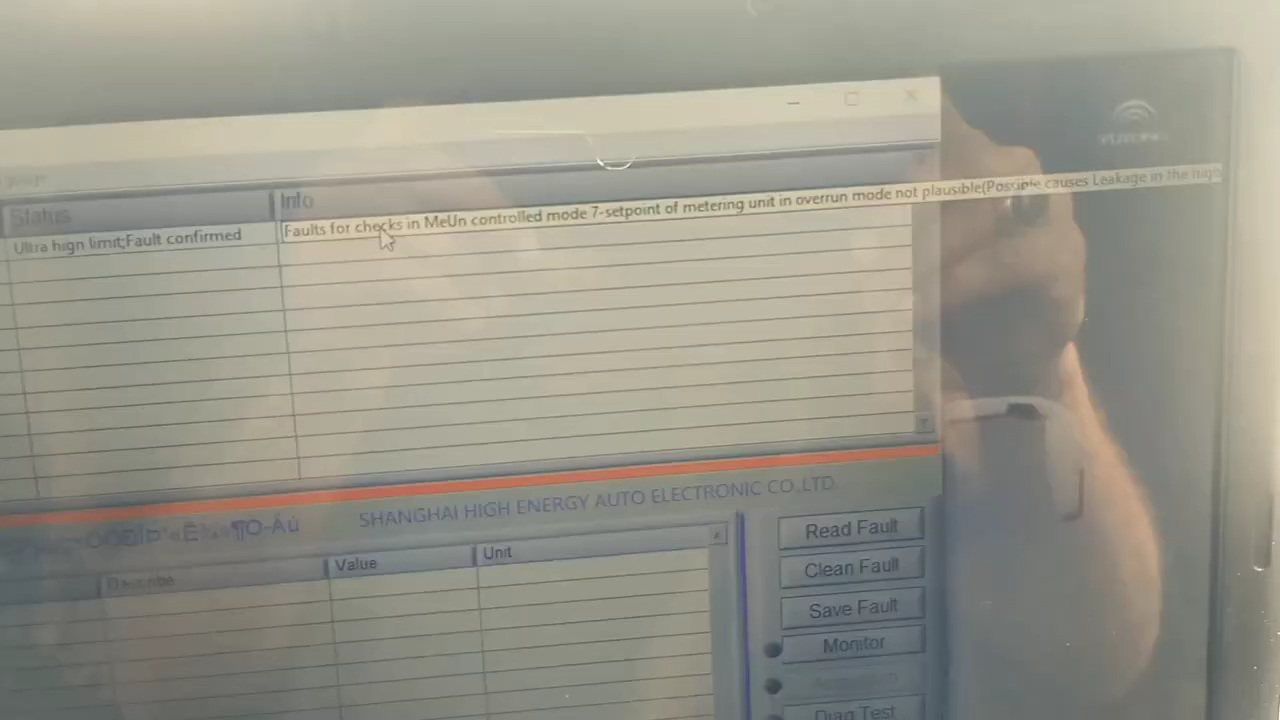 Status
Info
Ultra hign limit;Fault confirmed
Faults for checks in MeUn controlled mode 7-setpoint of metering unit in overrun mode not plausible(Possible causes Leakage in the high
SHANGHAI HIGH ENERGY AUTO ELECTRONIC CO.,LTD.
Describe
Value
Unit
Read Fault
Clean Fault
Save Fault
Monitor
Diag Test